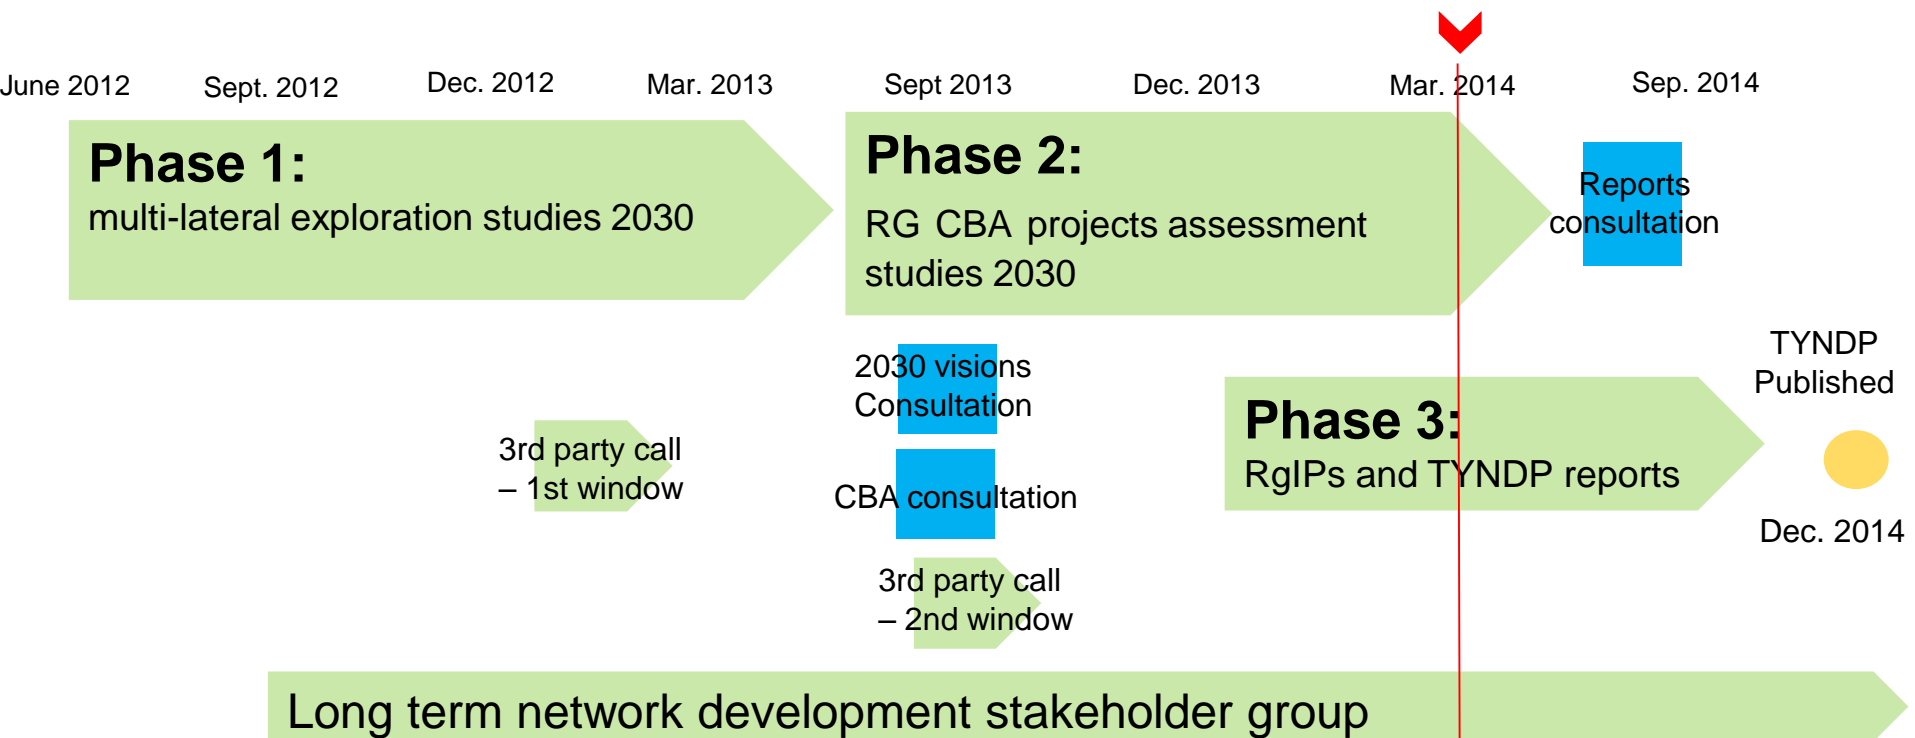 June 2012
Sept. 2012
Dec. 2012
Mar. 2013
Sept 2013
Dec. 2013
Mar. 2014
Sep. 2014
Phase 1:
multi-lateral exploration studies 2030
Phase 2:
RG CBA projects assessment
studies 2030
Reports
consultation
2030 visions
Consultation
TYNDP
Published
3rd party call
– 1st window
CBA consultation
Phase 3:
RgIPs and TYNDP reports
Dec. 2014
3rd party call
– 2nd window
Long term network development stakeholder group